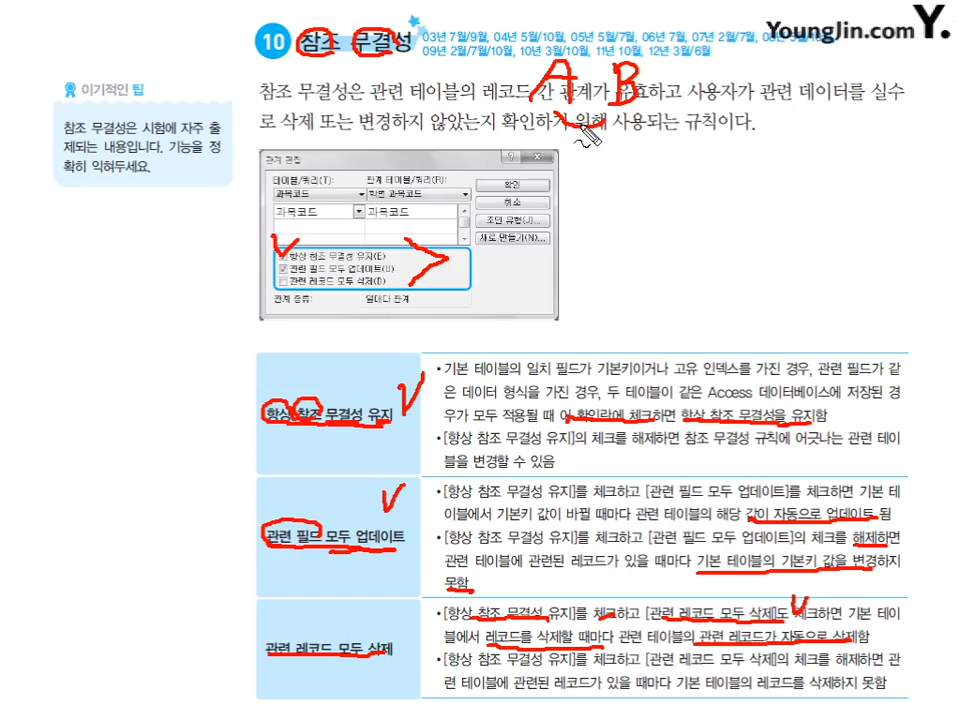 10 참조 무결성
03년 7월/9월, 04년 5월/10월, 05년 5월/7월, 06년 7월, 07년 2월/7월,
09년 2월/7월/10월, 10년 3월/10월, 11년 10월, 12년 3월/6월
YoungJin.com Y.
A B
이기적인 팁
참조 무결성은 시험에 자주 출
제되는 내용입니다. 기능을 정
확히 익혀두세요.
참조 무결성은 관련 테이블의 레코드 간 관계가 유효하고 사용자가 관련 데이터를 실수
로 삭제 또는 변경하지 않았는지 확인하기 위해 사용되는 규칙이다.
관계 편집
테이블/쿼리(T): 관계 테이블/쿼리(R):
과목코드 학번 과목코드
과목코드 과목코드
확인
취소
조인 유형(J)...
새로 만들기(N)...
항상 참조 무결성 유지(E)
관련 필드 모두 업데이트(U)
관련 레코드 모두 삭제(D)
관계 종류: 일대다 관계
항상 참조 무결성 유지
• 기본 테이블의 일치 필드가 기본키이거나 고유 인덱스를 가진 경우, 관련 필드가 같
은 데이터 형식을 가진 경우, 두 테이블이 같은 Access 데이터베이스에 저장된 경
우가 모두 적용될 때 이 확인란에 체크하면 항상 참조 무결성을 유지함
• [항상 참조 무결성 유지]의 체크를 해제하면 참조 무결성 규칙에 어긋나는 관련 테이
블을 변경할 수 있음
관련 필드 모두 업데이트
• [항상 참조 무결성 유지]를 체크하고 [관련 필드 모두 업데이트]를 체크하면 기본 테
이블에서 기본키 값이 바뀔 때마다 관련 테이블의 해당 값이 자동으로 업데이트 됨
• [항상 참조 무결성 유지]를 체크하고 [관련 필드 모두 업데이트]의 체크를 해제하면
관련 테이블에 관련된 레코드가 있을 때마다 기본 테이블의 기본키 값을 변경하지
못함
관련 레코드 모두 삭제
• [항상 참조 무결성 유지]를 체크하고 [관련 레코드 모두 삭제]도 체크하면 기본 테이
블에서 레코드를 삭제할 때마다 관련 테이블의 관련 레코드가 자동으로 삭제함
• [항상 참조 무결성 유지]를 체크하고 [관련 레코드 모두 삭제]의 체크를 해제하면 관
련 테이블에 관련된 레코드가 있을 때마다 기본 테이블의 레코드를 삭제하지 못함